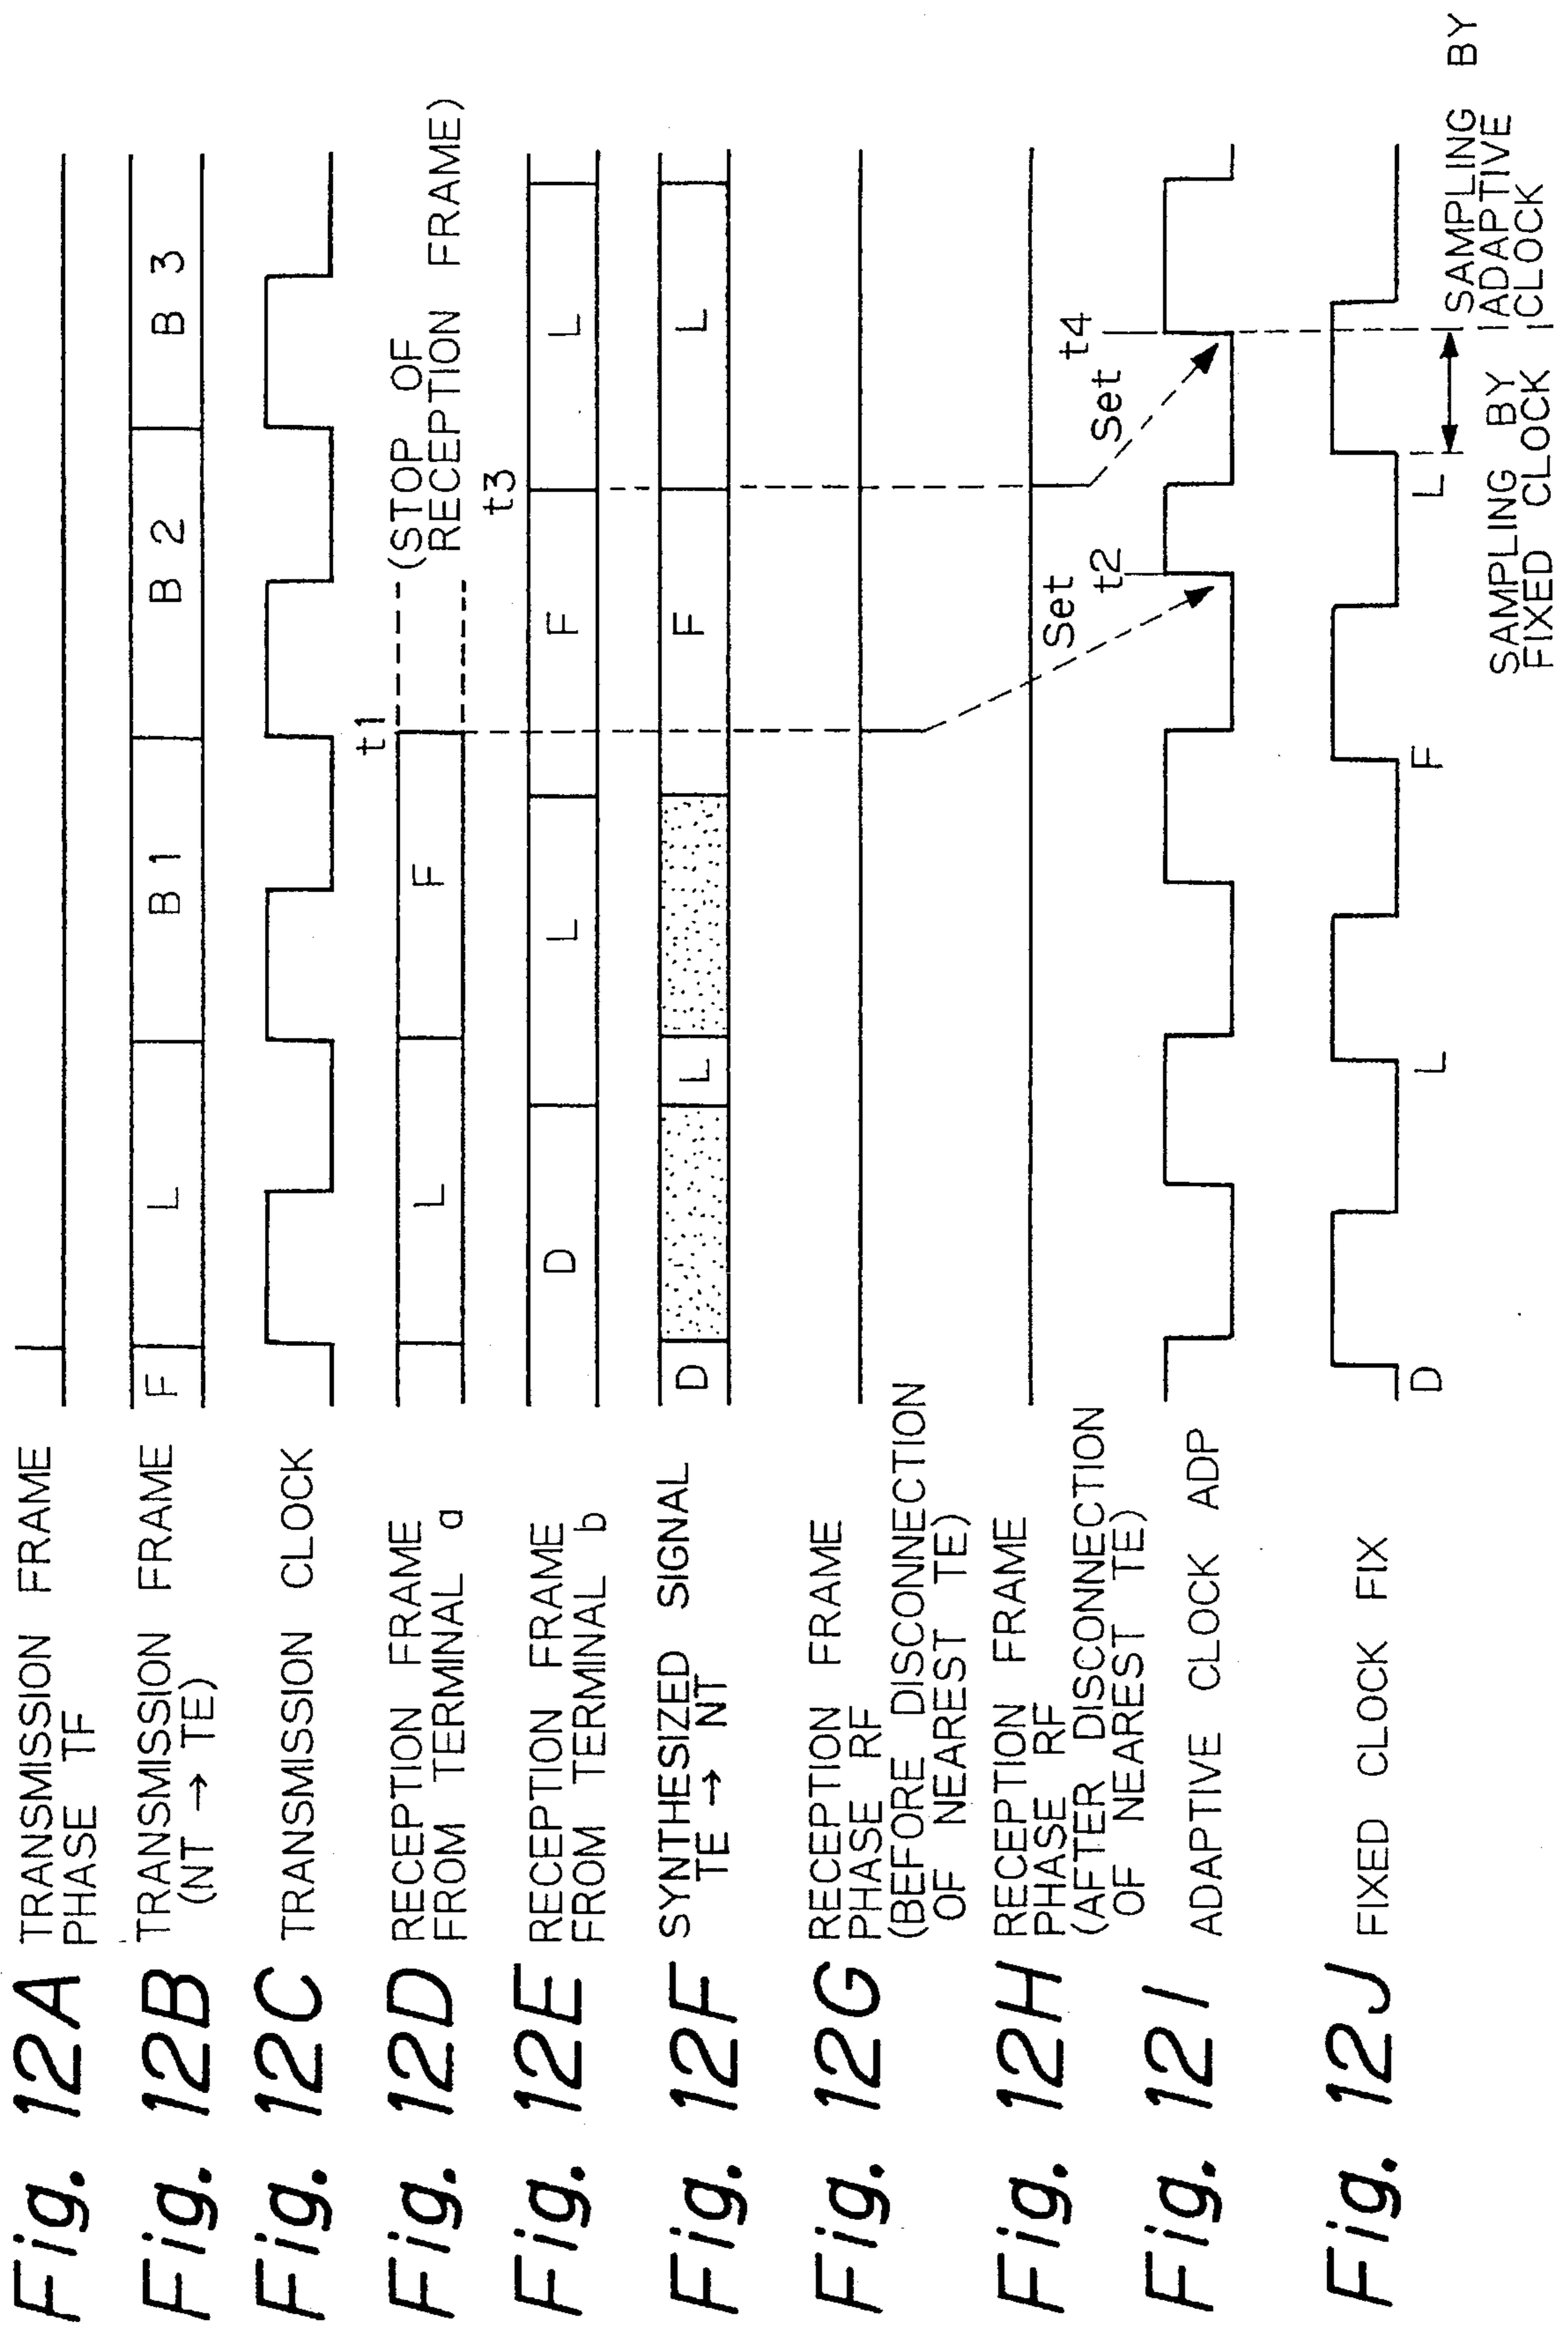 Fig. 12A TRANSMISSION FRAME
PHASE TF
Fig. 12B TRANSMISSION FRAME
(NT → TE)
F L B1 B2 B3
Fig. 12C TRANSMISSION CLOCK
Fig. 12D RECEPTION FRAME
FROM TERMINAL a
L F t1
(STOP OF
RECEPTION FRAME)
Fig. 12E RECEPTION FRAME
FROM TERMINAL b
D L F t3 L
Fig. 12F SYNTHESIZED SIGNAL
TE → NT
D L F L
Fig. 12G RECEPTION FRAME
PHASE RF
(BEFORE DISCONNECTION
OF NEAREST TE)
Fig. 12H RECEPTION FRAME
PHASE RF
(AFTER DISCONNECTION
OF NEAREST TE)
Set Set
t2 t4
Fig. 12I ADAPTIVE CLOCK ADP
Fig. 12J FIXED CLOCK FIX
D L F L
SAMPLING BY
FIXED CLOCK
SAMPLING BY
ADAPTIVE
CLOCK